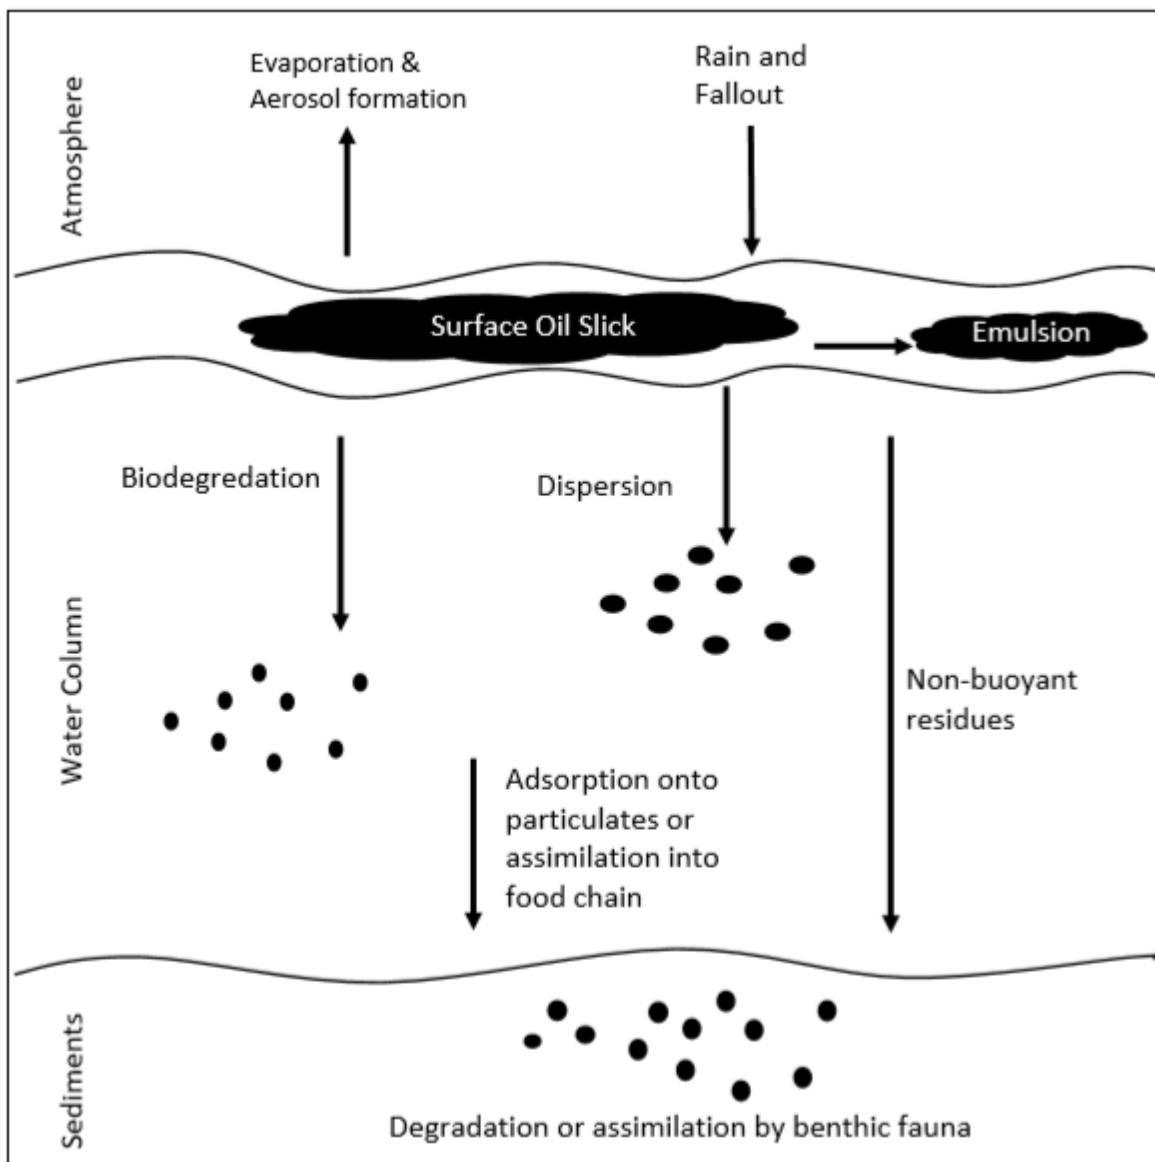 Evaporation &
Aerosol formation
Rain and
Fallout
Atmosphere
Surface Oil Slick
Emulsion
Biodegredation
Dispersion
Water Column
Non-buoyant
residues
Adsorption onto
particulates or
assimilation into
food chain
Sediments
Degradation or assimilation by benthic fauna